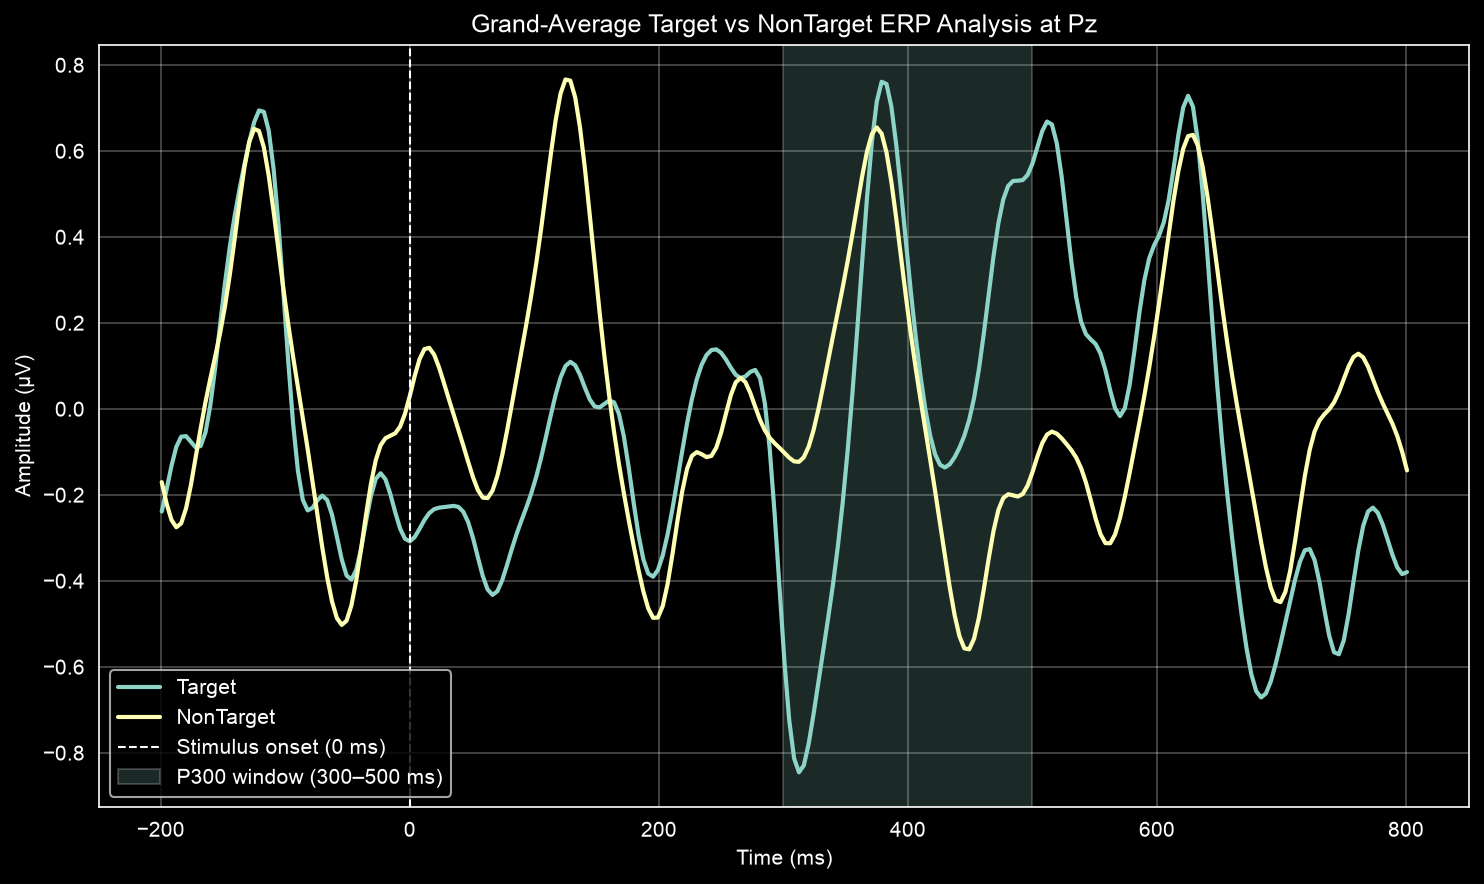 Grand-Average Target vs NonTarget ERP Analysis at Pz
Amplitude (µV)
0.8
0.6
0.4
0.2
0.0
−0.2
−0.4
−0.6
−0.8
Target
NonTarget
Stimulus onset (0 ms)
P300 window (300–500 ms)
−200
0
200
400
600
800
Time (ms)